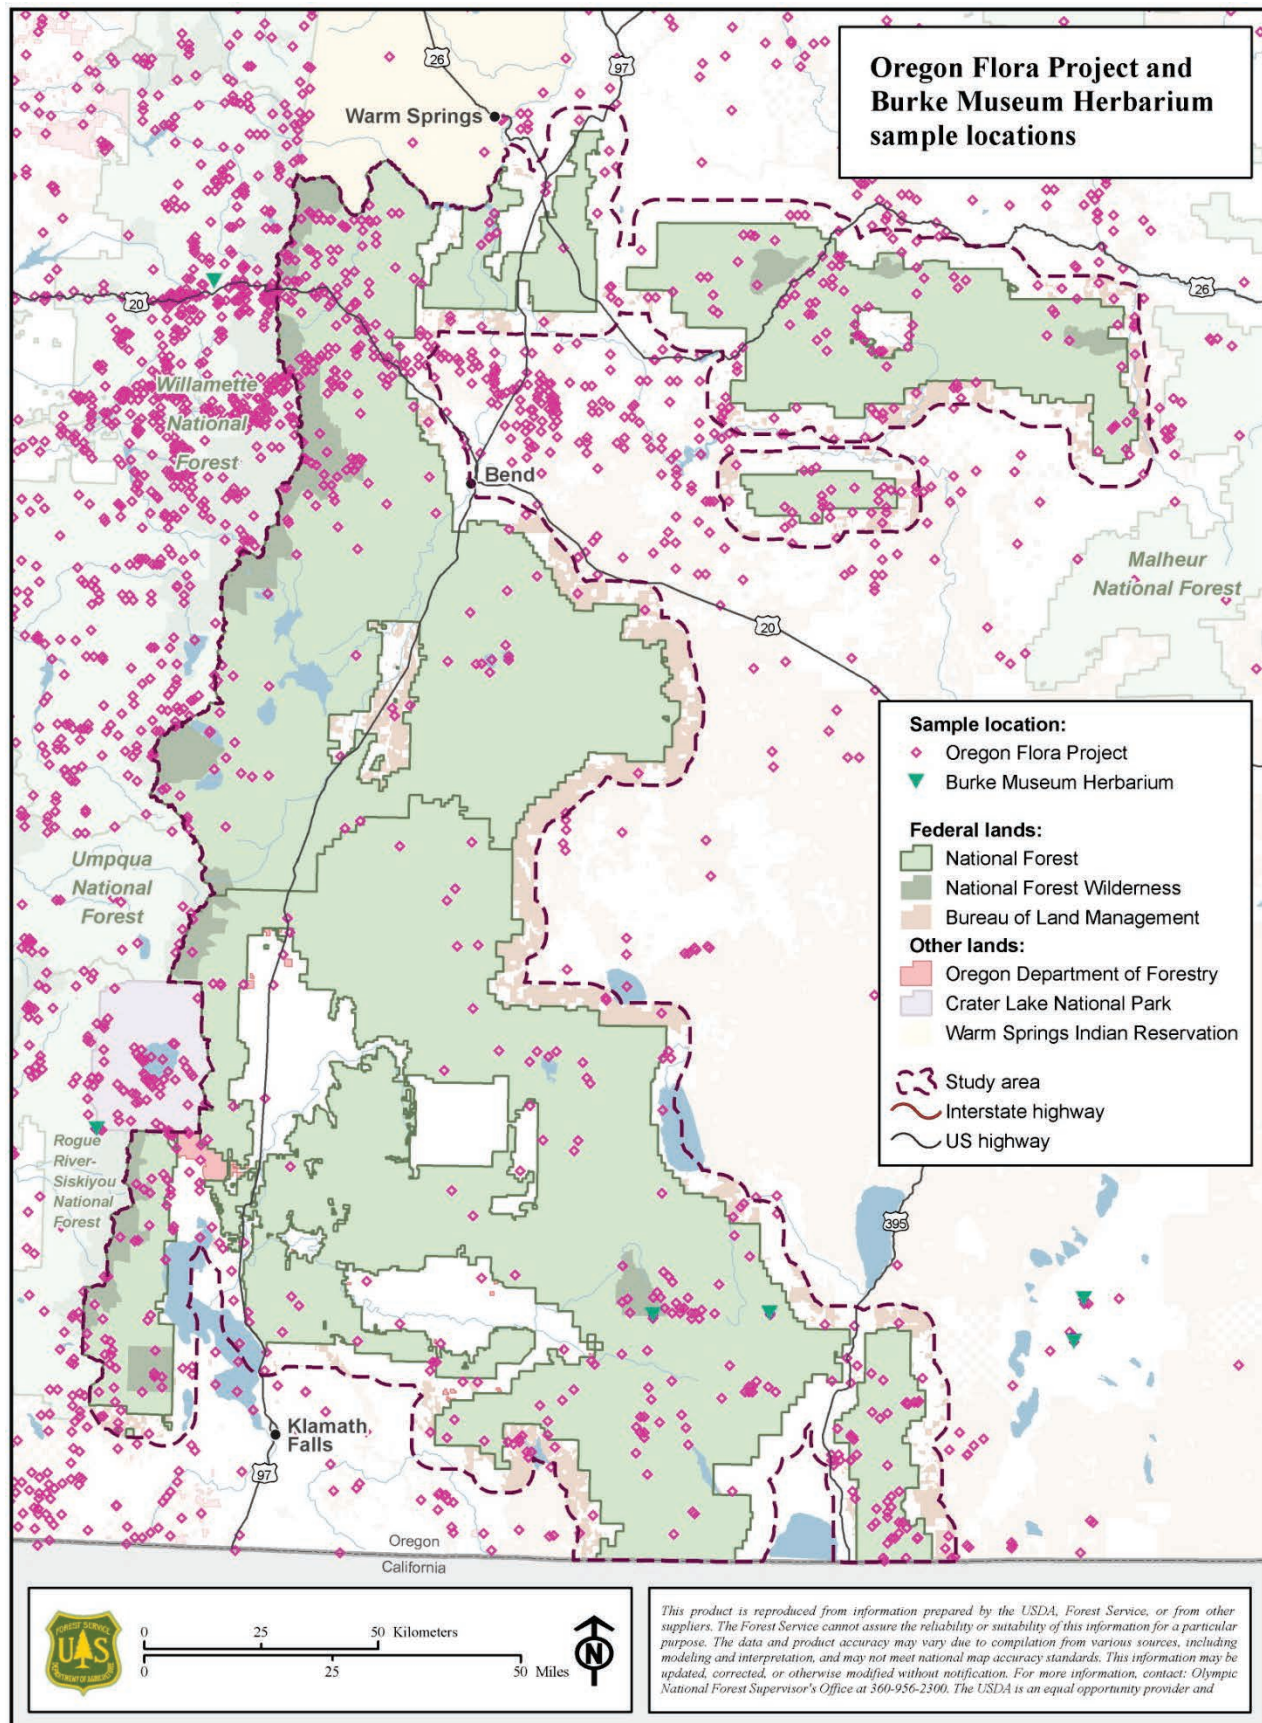 Oregon Flora Project and
Burke Museum Herbarium
sample locations
26
97
Warm Springs
20
26
Willamette
National
Forest
Bend
Malheur
National Forest
20
Sample location:
Oregon Flora Project
Burke Museum Herbarium
Federal lands:
National Forest
National Forest Wilderness
Bureau of Land Management
Other lands:
Oregon Department of Forestry
Crater Lake National Park
Warm Springs Indian Reservation
Study area
Interstate highway
US highway
Umpqua
National
Forest
Rogue
River-
Siskiyou
National
Forest
395
Klamath
Falls
97
Oregon
California
FOREST SERVICE
U S
DEPARTMENT OF AGRICULTURE
0 25 50 Kilometers
0 25 50 Miles
N
This product is reproduced from information prepared by the USDA, Forest Service, or from other
suppliers. The Forest Service cannot assure the reliability or suitability of this information for a particular
purpose. The data and product accuracy may vary due to compilation from various sources, including
modeling and interpretation, and may not meet national map accuracy standards. This information may be
updated, corrected, or otherwise modified without notification. For more information, contact: Olympic
National Forest Supervisor's Office at 360-956-2300. The USDA is an equal opportunity provider and